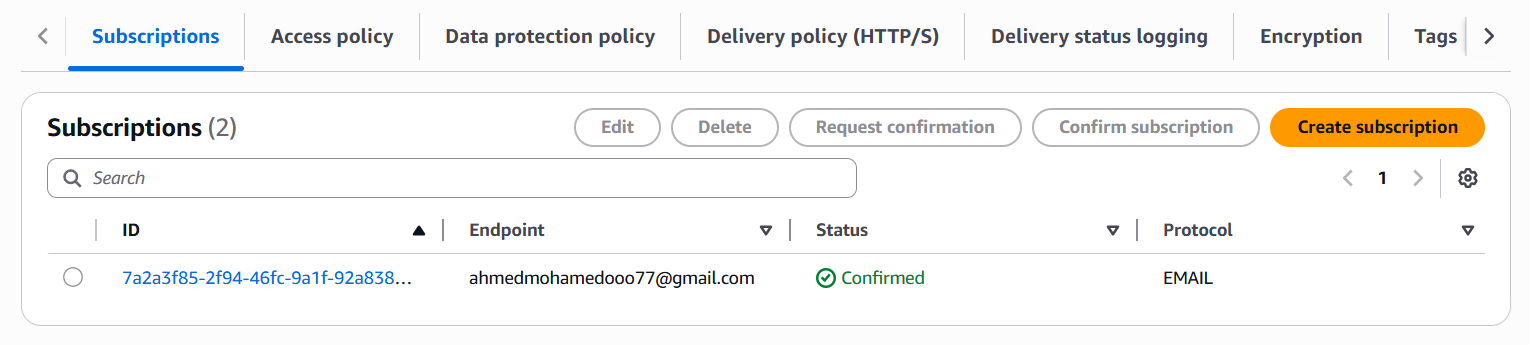 Subscriptions Access policy Data protection policy Delivery policy (HTTP/S) Delivery status logging Encryption Tags
Subscriptions (2) Edit Delete Request confirmation Confirm subscription Create subscription
Search 1
ID Endpoint Status Protocol
7a2a3f85-2f94-46fc-9a1f-92a838... ahmedmohamedooo77@gmail.com Confirmed EMAIL